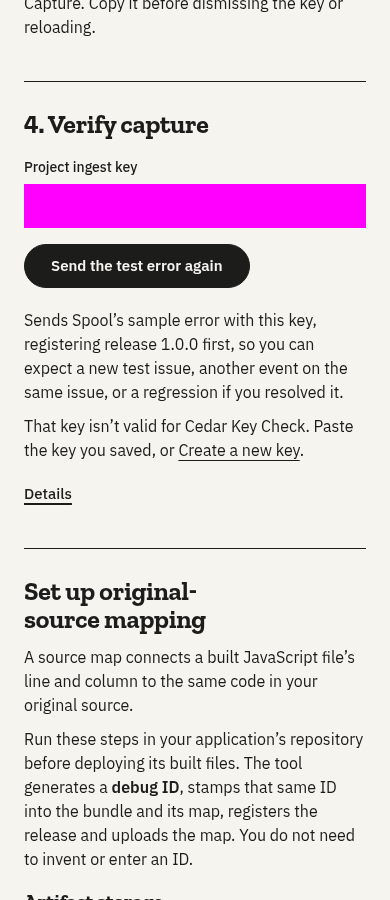 Capture. Copy it before dismissing the key or
reloading.
4. Verify capture
Project ingest key
Send the test error again
Sends Spool’s sample error with this key,
registering release 1.0.0 first, so you can
expect a new test issue, another event on the
same issue, or a regression if you resolved it.
That key isn’t valid for Cedar Key Check. Paste
the key you saved, or Create a new key.
Details
Set up original-
source mapping
A source map connects a built JavaScript file’s
line and column to the same code in your
original source.
Run these steps in your application’s repository
before deploying its built files. The tool
generates a debug ID, stamps that same ID
into the bundle and its map, registers the
release and uploads the map. You do not need
to invent or enter an ID.
Artifact storage